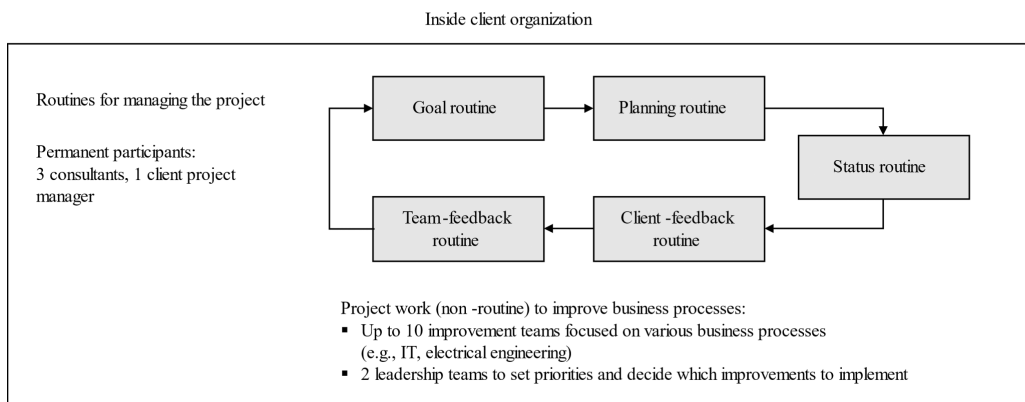 Inside client organization
Routines for managing the project
Permanent participants:
3 consultants, 1 client project
manager
Goal routine
Planning routine
Status routine
Team-feedback
routine
Client -feedback
routine
Project work (non -routine) to improve business processes:
▪ Up to 10 improvement teams focused on various business processes
(e.g., IT, electrical engineering)
▪ 2 leadership teams to set priorities and decide which improvements to implement